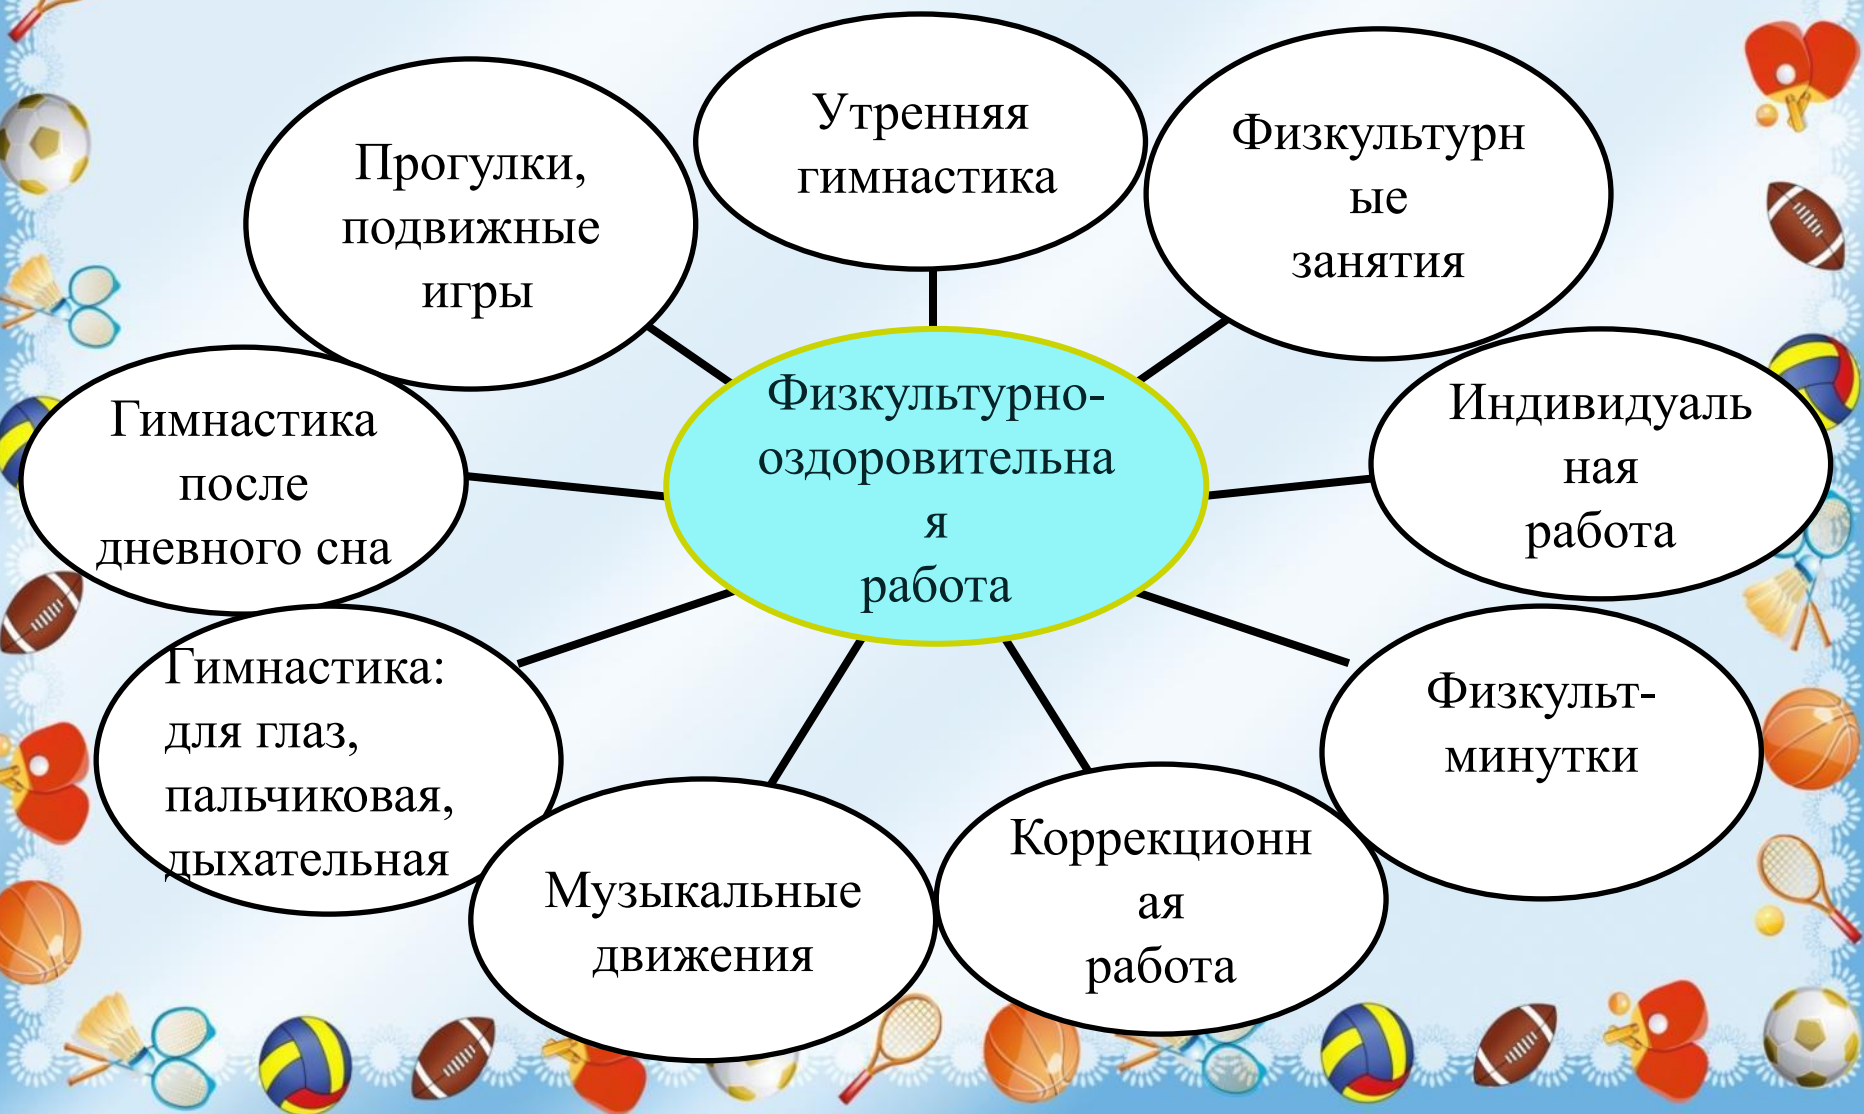 Утренняя
гимнастика
Физкультурн
ые
занятия
Прогулки,
подвижные
игры
Физкультурно-
оздоровительна
я
работа
Индивидуаль
ная
работа
Гимнастика
после
дневного сна
Гимнастика:
для глаз,
пальчиковая,
дыхательная
Физкульт-
минутки
Музыкальные
движения
Коррекционн
ая
работа